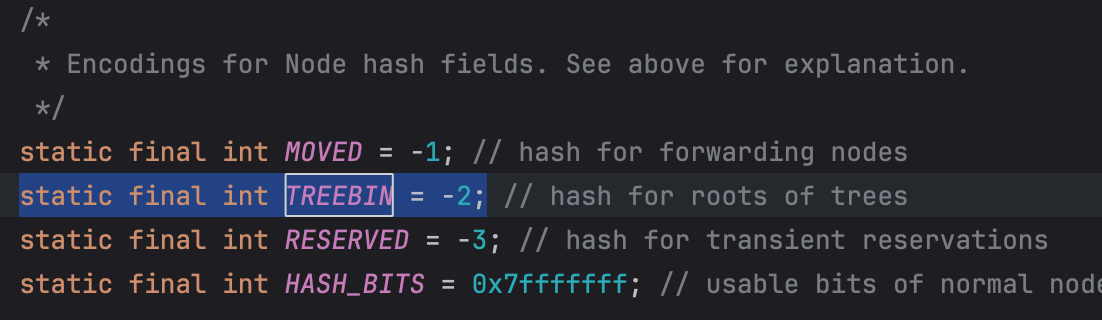 /*
 * Encodings for Node hash fields. See above for explanation.
 */
static final int MOVED = -1; // hash for forwarding nodes
static final int TREEBIN = -2; // hash for roots of trees
static final int RESERVED = -3; // hash for transient reservations
static final int HASH_BITS = 0x7fffffff; // usable bits of normal node